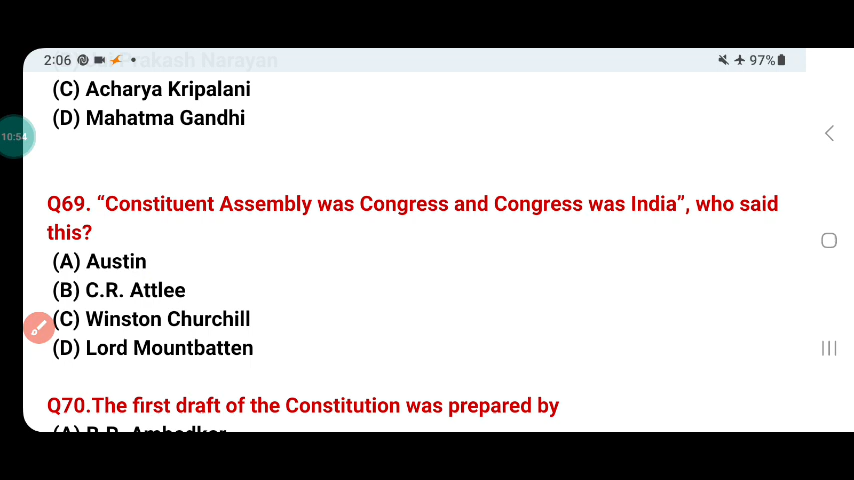 2:06
97%
Prakash Narayan
(C) Acharya Kripalani
(D) Mahatma Gandhi
10:54
Q69. “Constituent Assembly was Congress and Congress was India”, who said
this?
(A) Austin
(B) C.R. Attlee
(C) Winston Churchill
(D) Lord Mountbatten
Q70.The first draft of the Constitution was prepared by
(A) B.R. Ambedkar